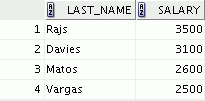 LAST_NAME SALARY
1 Rajs 3500
2 Davies 3100
3 Matos 2600
4 Vargas 2500